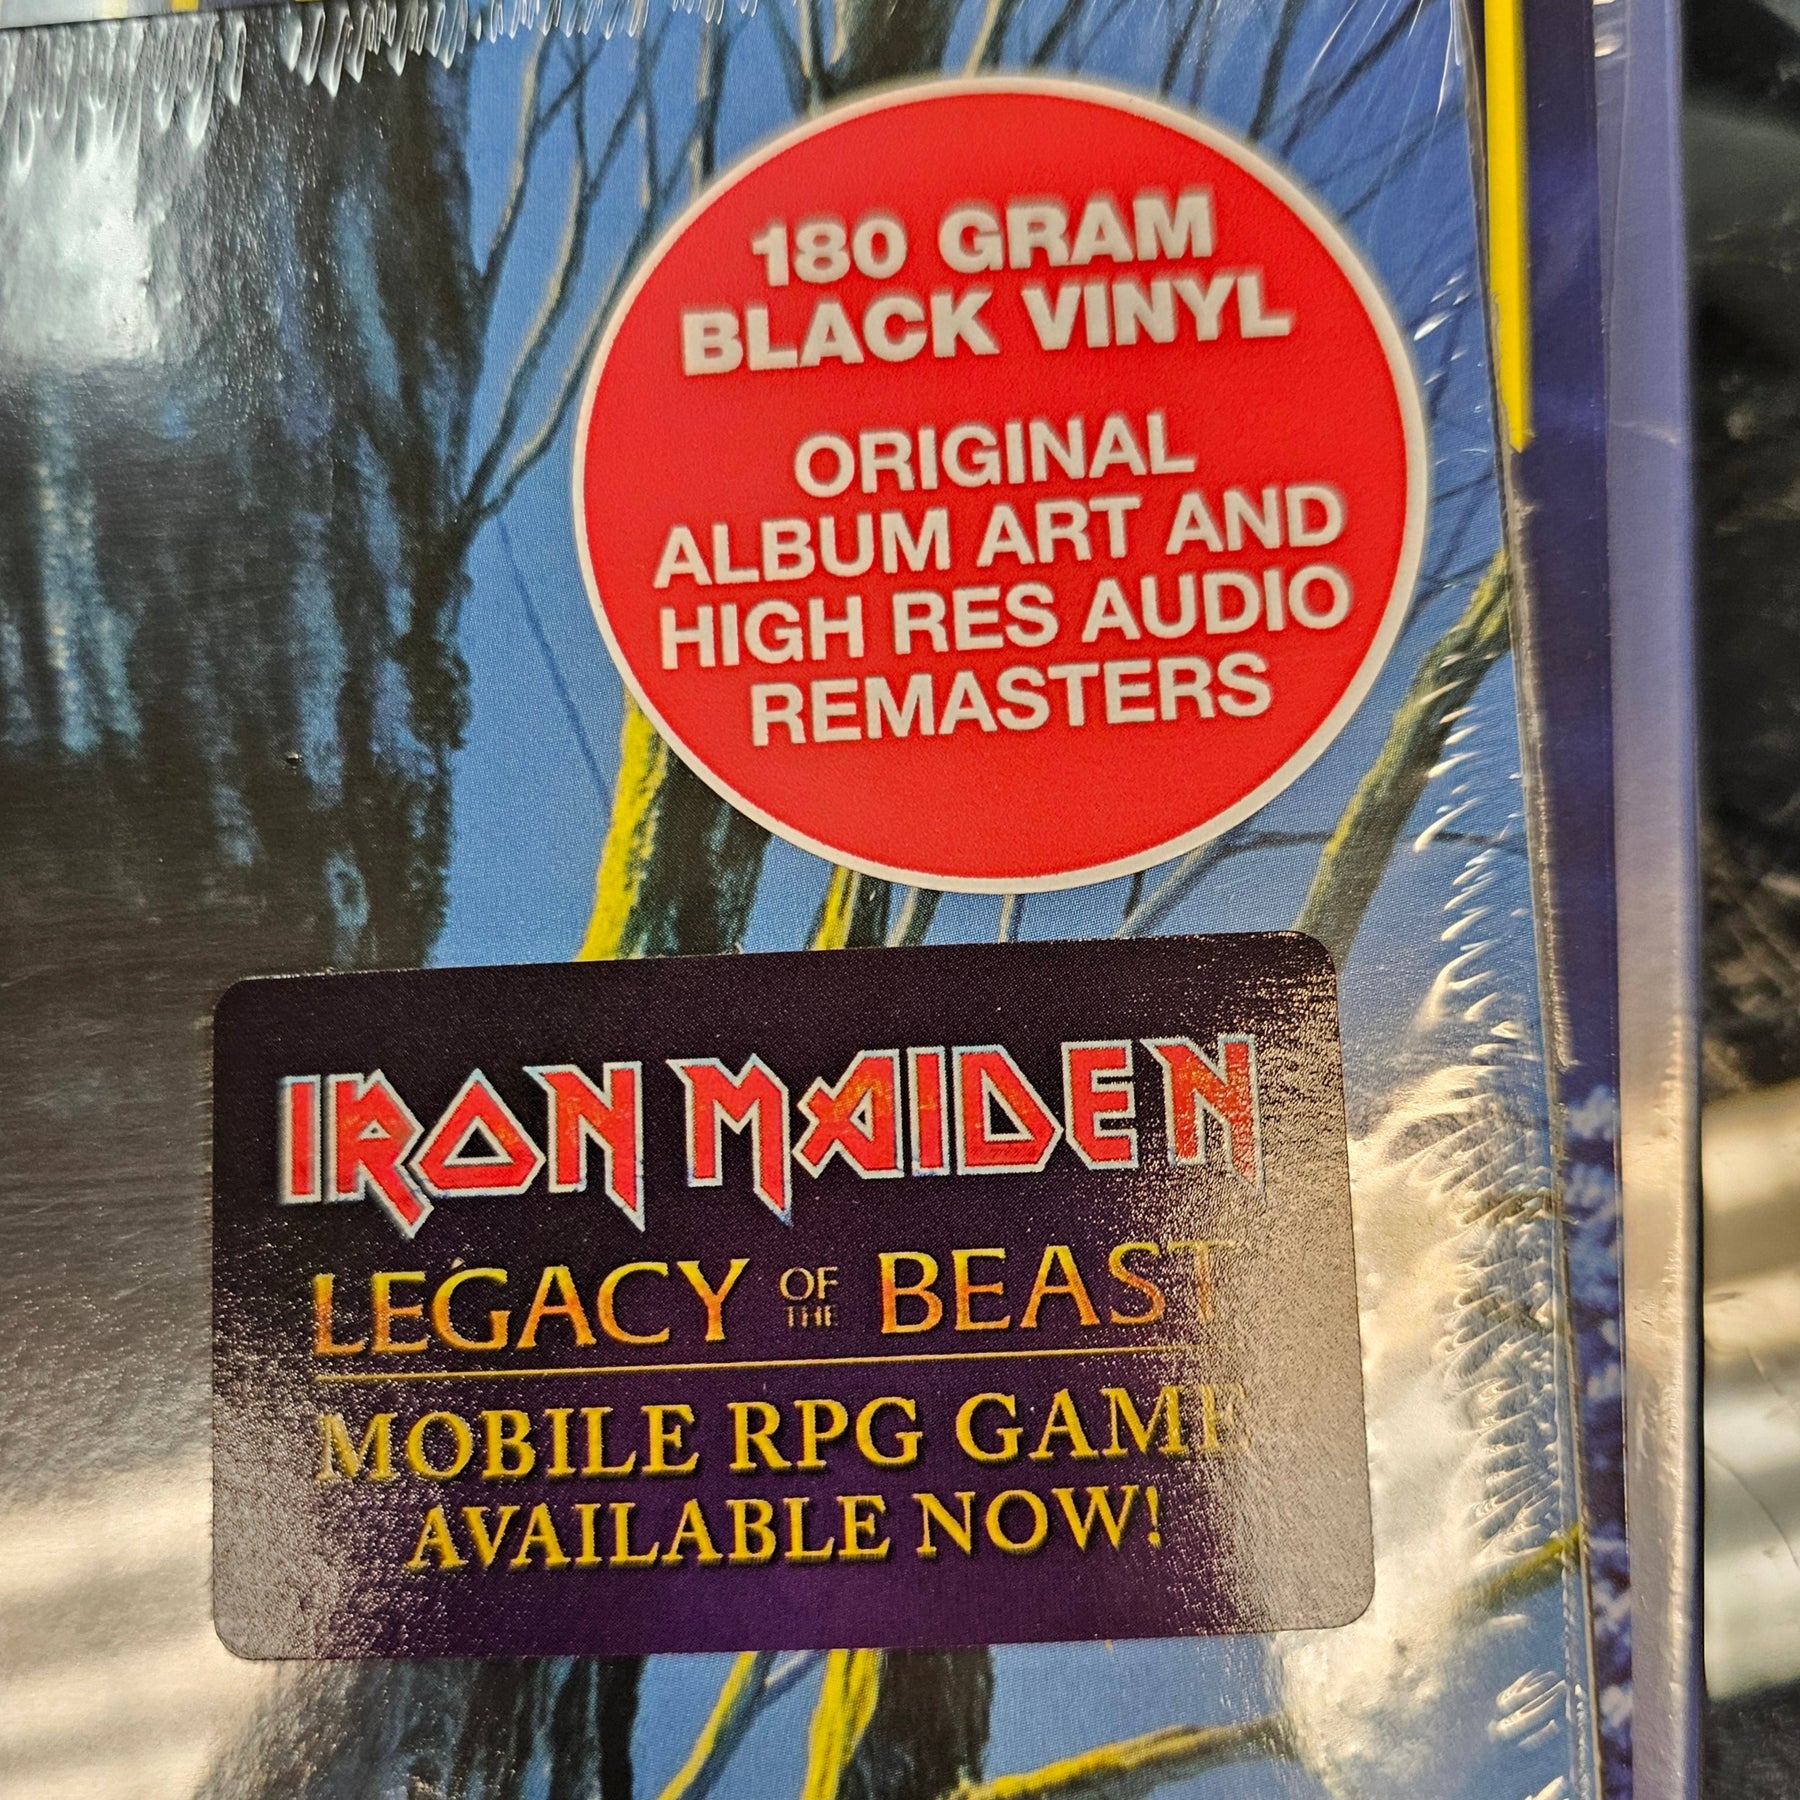 180 GRAM
BLACK VINYL
ORIGINAL
ALBUM ART AND
HIGH RES AUDIO
REMASTERS
IRON MAIDEN
LEGACY OF THE BEAST
MOBILE RPG GAME
AVAILABLE NOW!